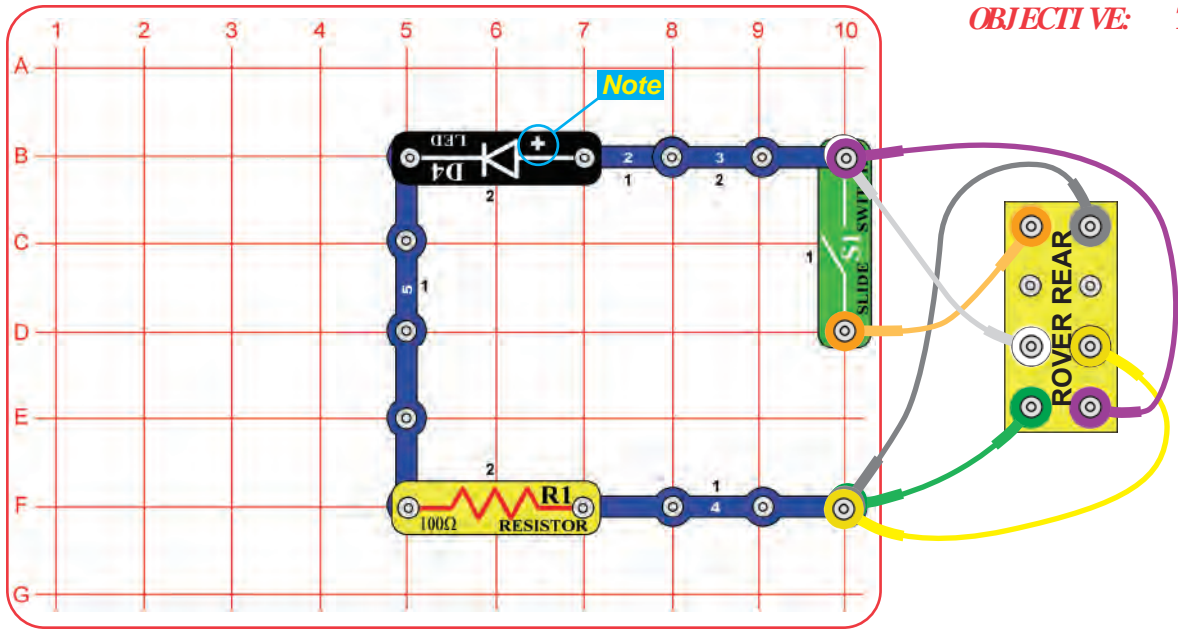 OBJECTIVE:
1 2 3 4 5 6 7 8 9 10
A
Note
B
LED
+
D4
2
2
3
1
2
C
SLIDE SWIT
S1
1
5
1
ROVER REAR
D
E
2
1
F
R1
4
100Ω
RESISTOR
G